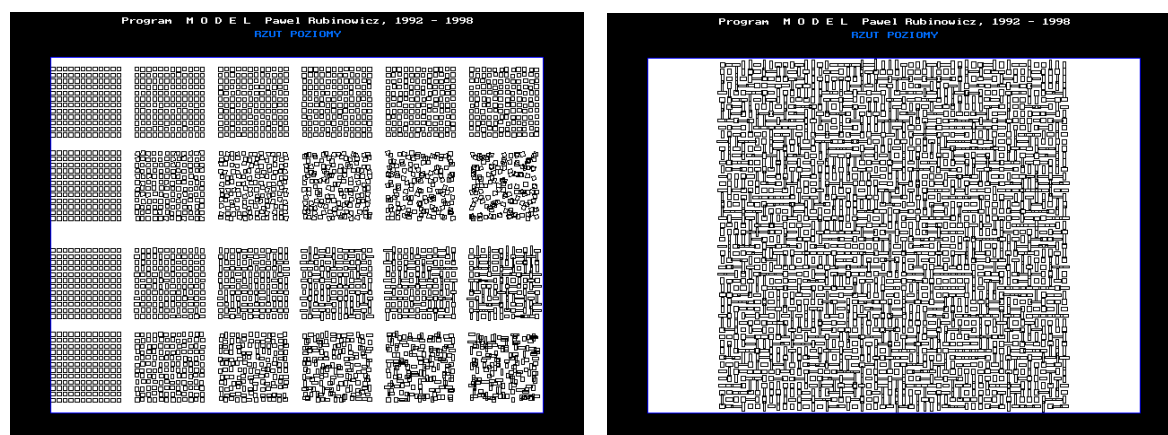 Program M O D E L Pawel Rubinowicz, 1992 - 1998
RZUT POZIOMY
Program M O D E L Pawel Rubinowicz, 1992 - 1998
RZUT POZIOMY